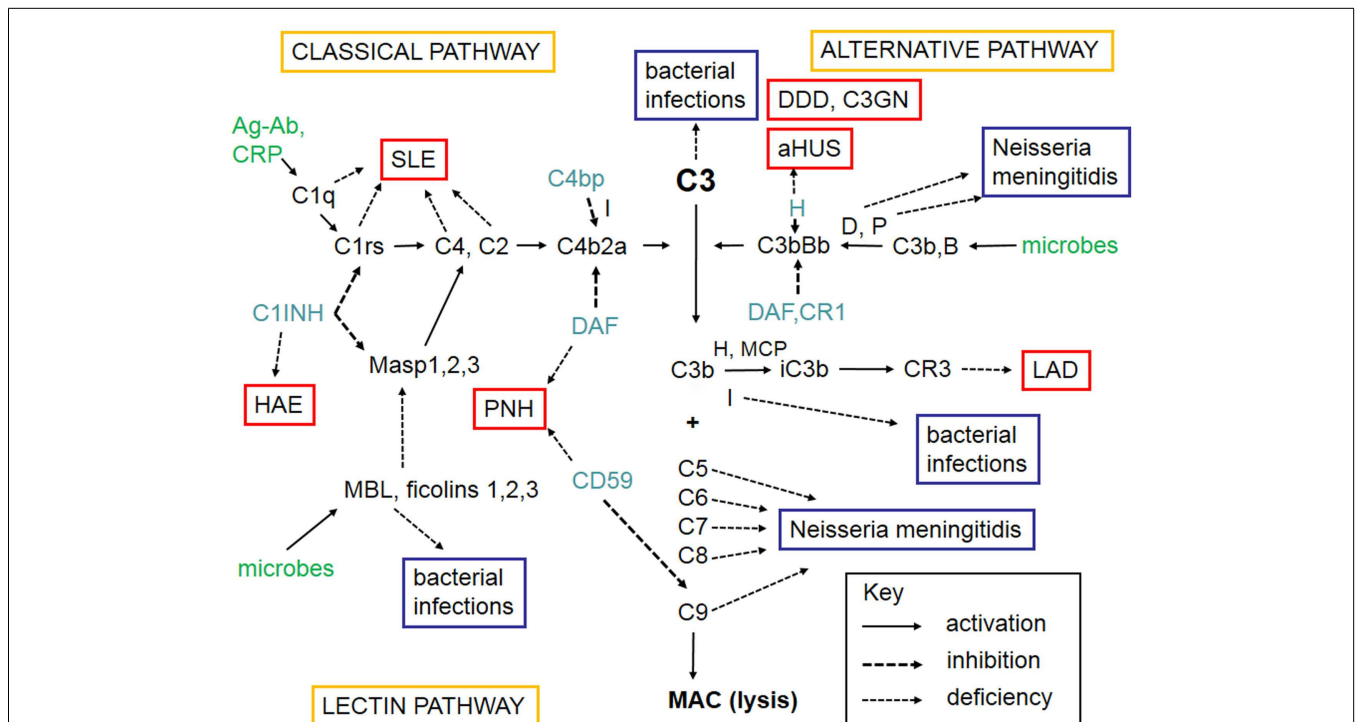 CLASSICAL PATHWAY
ALTERNATIVE PATHWAY
bacterial
infections
DDD, C3GN
Ag-Ab,
CRP
SLE
aHUS
Neisseria
meningitidis
C4bp
C3
C1q
I
H
D, P
C1rs
C4, C2
C4b2a
C3bBb
C3b,B
microbes
C1INH
DAF
DAF,CR1
Masp1,2,3
H, MCP
C3b
iC3b
CR3
LAD
I
HAE
PNH
+
bacterial
infections
MBL, ficolins 1,2,3
CD59
C5
C6
C7
C8
Neisseria meningitidis
microbes
bacterial
infections
C9
Key
activation
inhibition
deficiency
MAC (lysis)
LECTIN PATHWAY